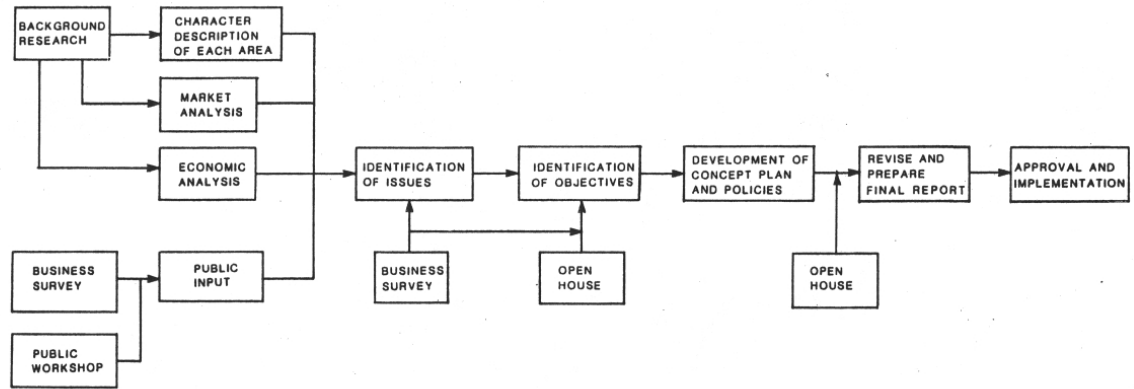 BACKGROUND
RESEARCH
CHARACTER
DESCRIPTION
OF EACH AREA
MARKET
ANALYSIS
ECONOMIC
ANALYSIS
IDENTIFICATION
OF ISSUES
IDENTIFICATION
OF OBJECTIVES
DEVELOPMENT OF
CONCEPT PLAN
AND POLICIES
REVISE AND
PREPARE
FINAL REPORT
APPROVAL AND
IMPLEMENTATION
BUSINESS
SURVEY
PUBLIC
INPUT
BUSINESS
SURVEY
OPEN
HOUSE
OPEN
HOUSE
PUBLIC
WORKSHOP